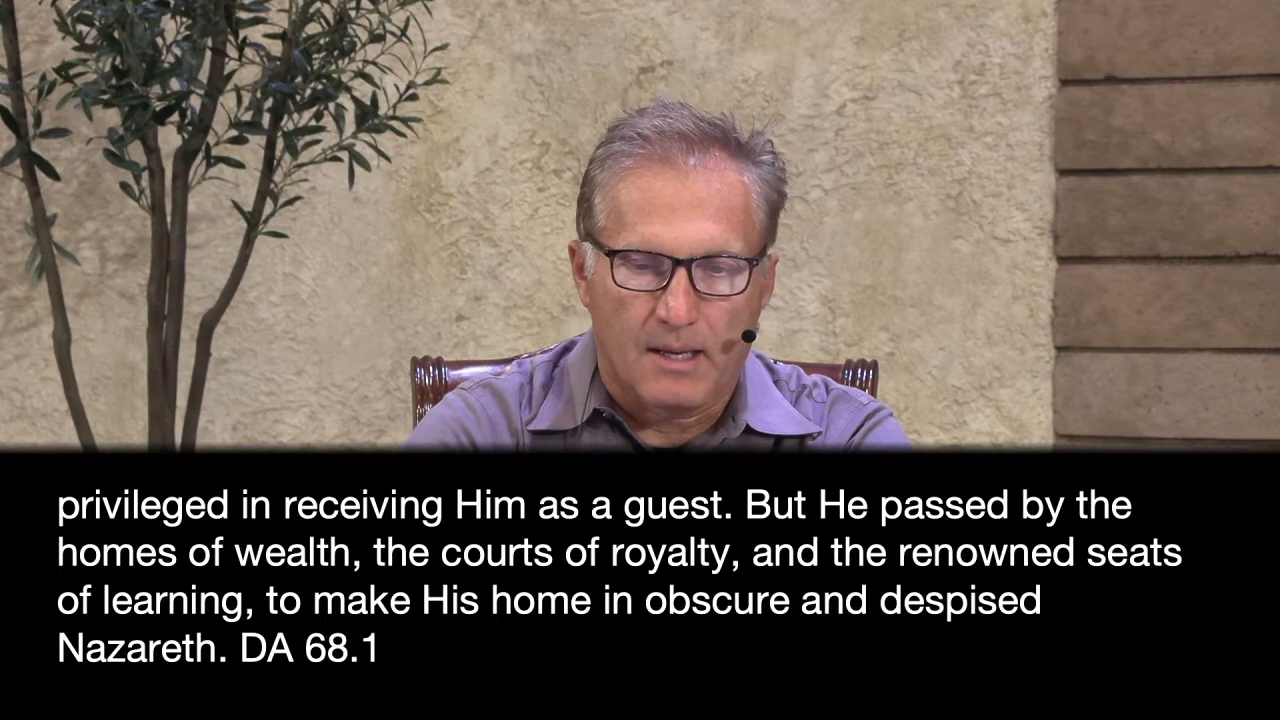 privileged in receiving Him as a guest. But He passed by the
homes of wealth, the courts of royalty, and the renowned seats
of learning, to make His home in obscure and despised
Nazareth. DA 68.1